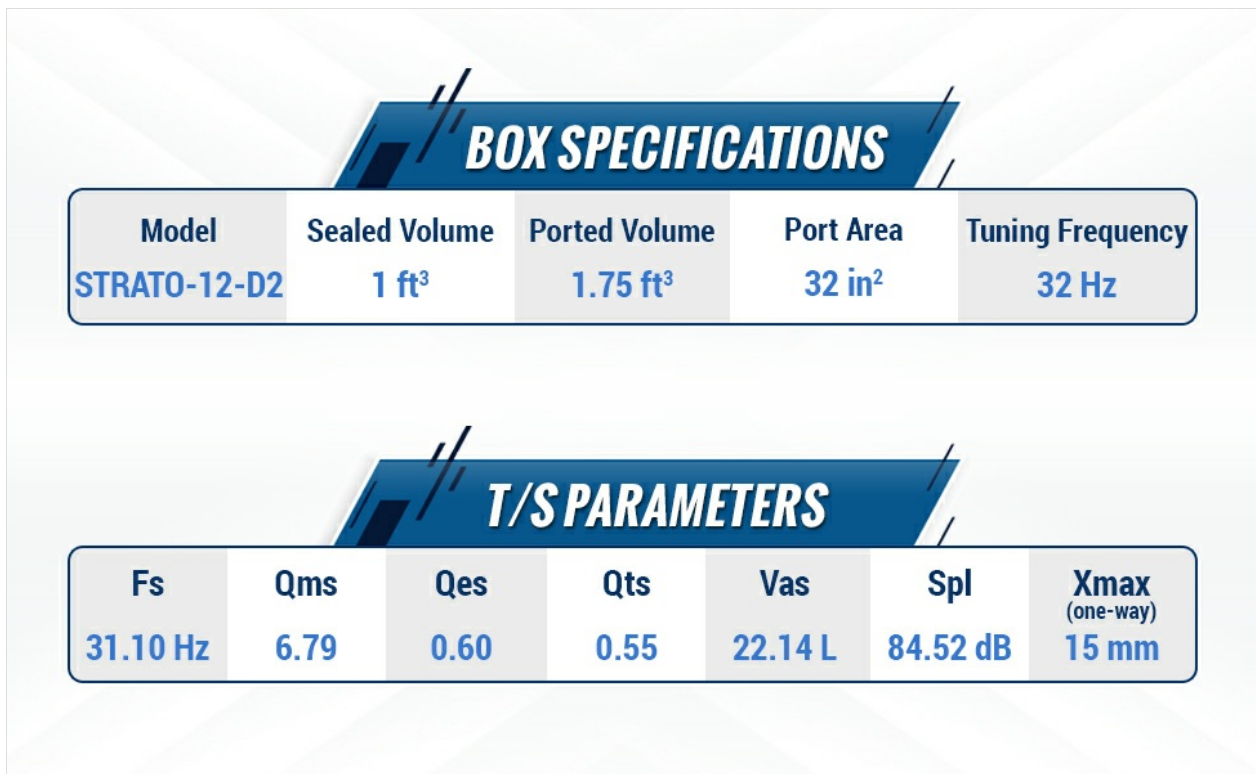 BOX SPECIFICATIONS
Model Sealed Volume Ported Volume Port Area Tuning Frequency
STRATO-12-D2 1 ft³ 1.75 ft³ 32 in² 32 Hz
T/S PARAMETERS
Fs Qms Qes Qts Vas Spl Xmax
(one-way)
31.10 Hz 6.79 0.60 0.55 22.14 L 84.52 dB 15 mm